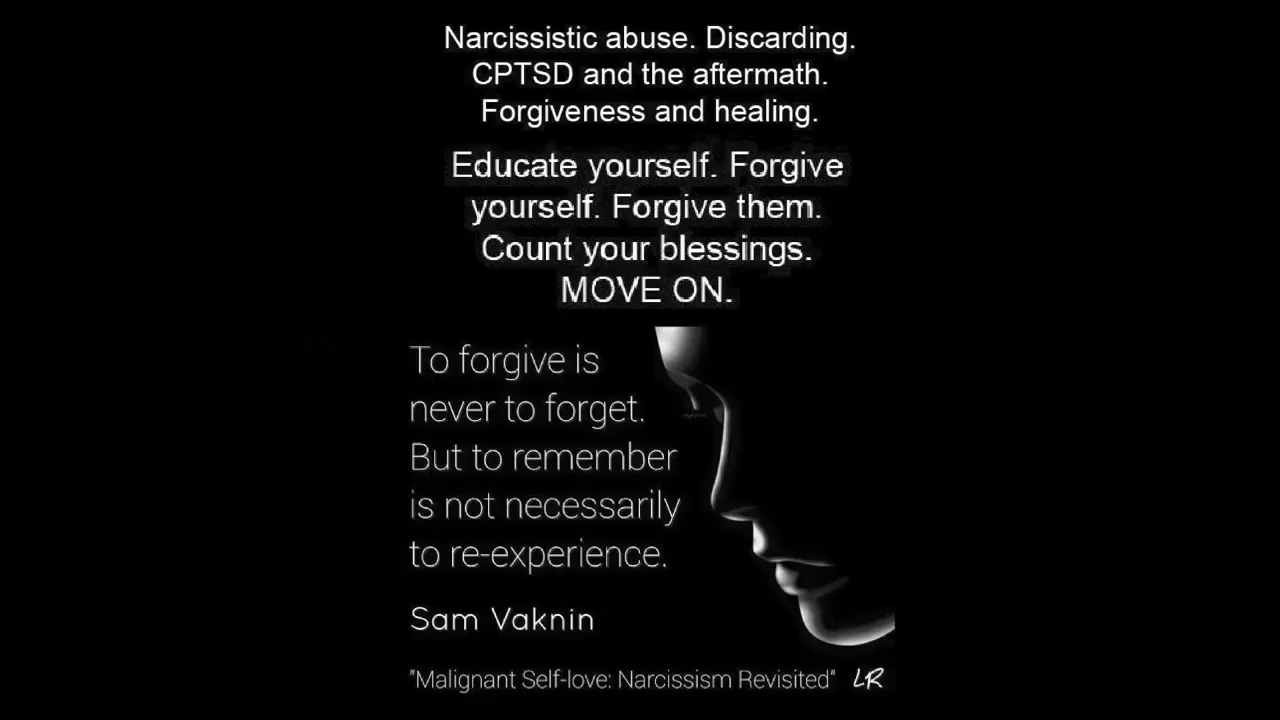 Narcissistic abuse. Discarding.
CPTSD and the aftermath.
Forgiveness and healing.
Educate yourself. Forgive
yourself. Forgive them.
Count your blessings.
MOVE ON.
To forgive is
never to forget.
But to remember
is not necessarily
to re-experience.
Sam Vaknin
"Malignant Self-love: Narcissism Revisited" LR